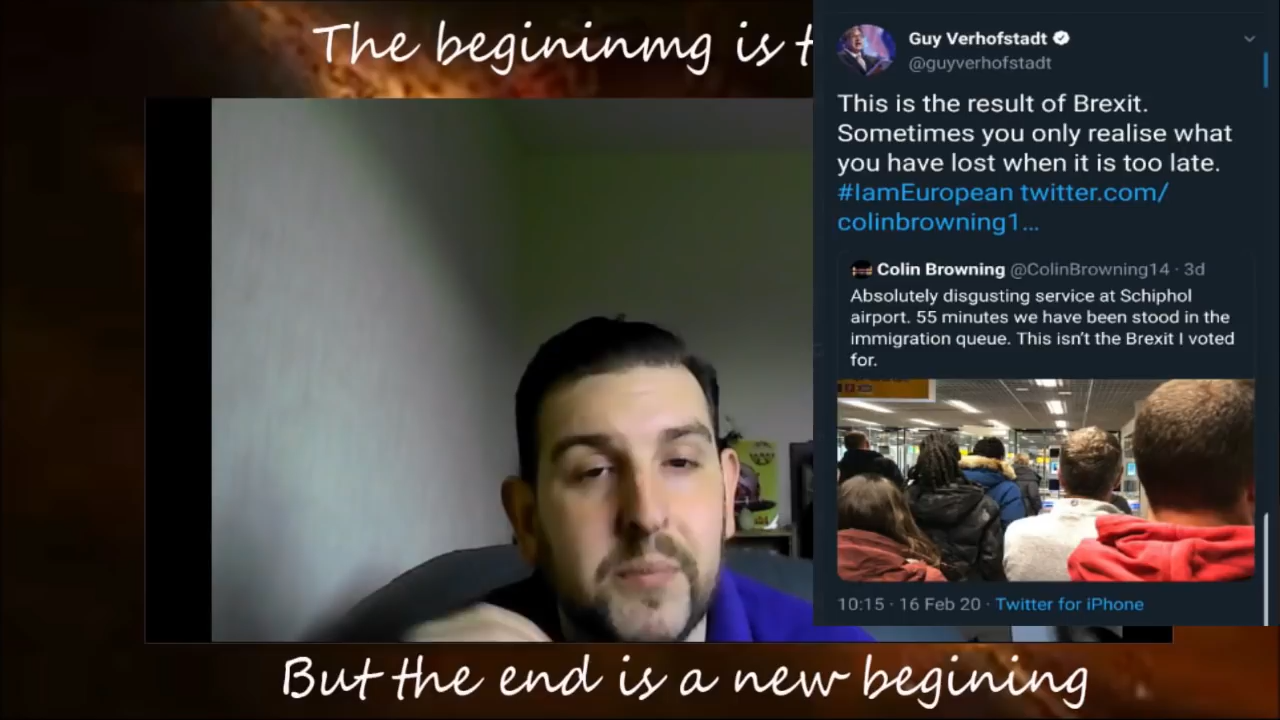 The begininmg is t
Guy Verhofstadt
@guyverhofstadt
This is the result of Brexit.
Sometimes you only realise what
you have lost when it is too late.
#IamEuropean twitter.com/
colinbrowning1...
Colin Browning @ColinBrowning14 · 3d
Absolutely disgusting service at Schiphol
airport. 55 minutes we have been stood in the
immigration queue. This isn't the Brexit I voted
for.
10:15 · 16 Feb 20 · Twitter for iPhone
But the end is a new begining